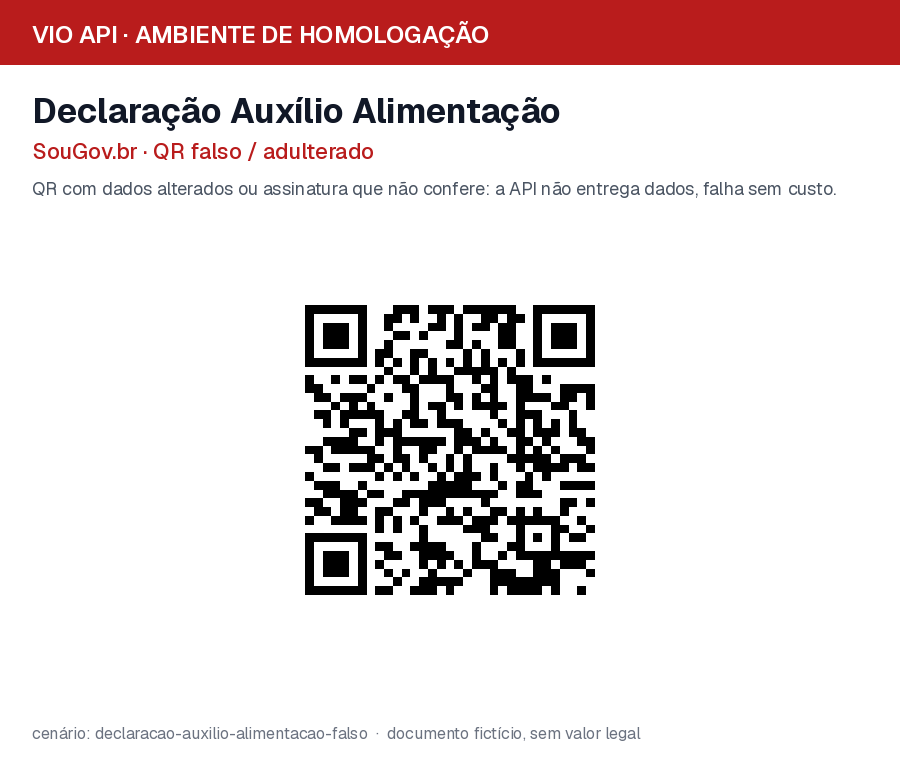 VIO API · AMBIENTE DE HOMOLOGAÇÃO
Declaração Auxílio Alimentação
SouGov.br · QR falso / adulterado
QR com dados alterados ou assinatura que não confere: a API não entrega dados, falha sem custo.
cenário: declaracao-auxilio-alimentacao-falso · documento fictício, sem valor legal